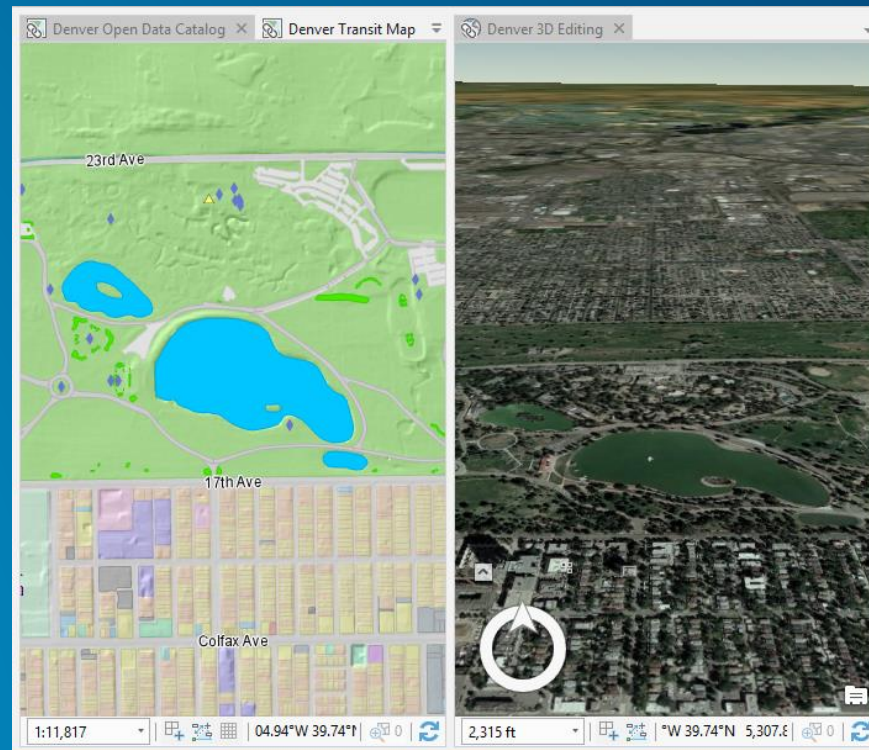 Denver Open Data Catalog
Denver Transit Map
Denver 3D Editing
23rd Ave
17th Ave
Colfax Ave
1:11,817
04.94°W 39.74°N
0
2,315 ft
°W 39.74°N 5,307.8
0